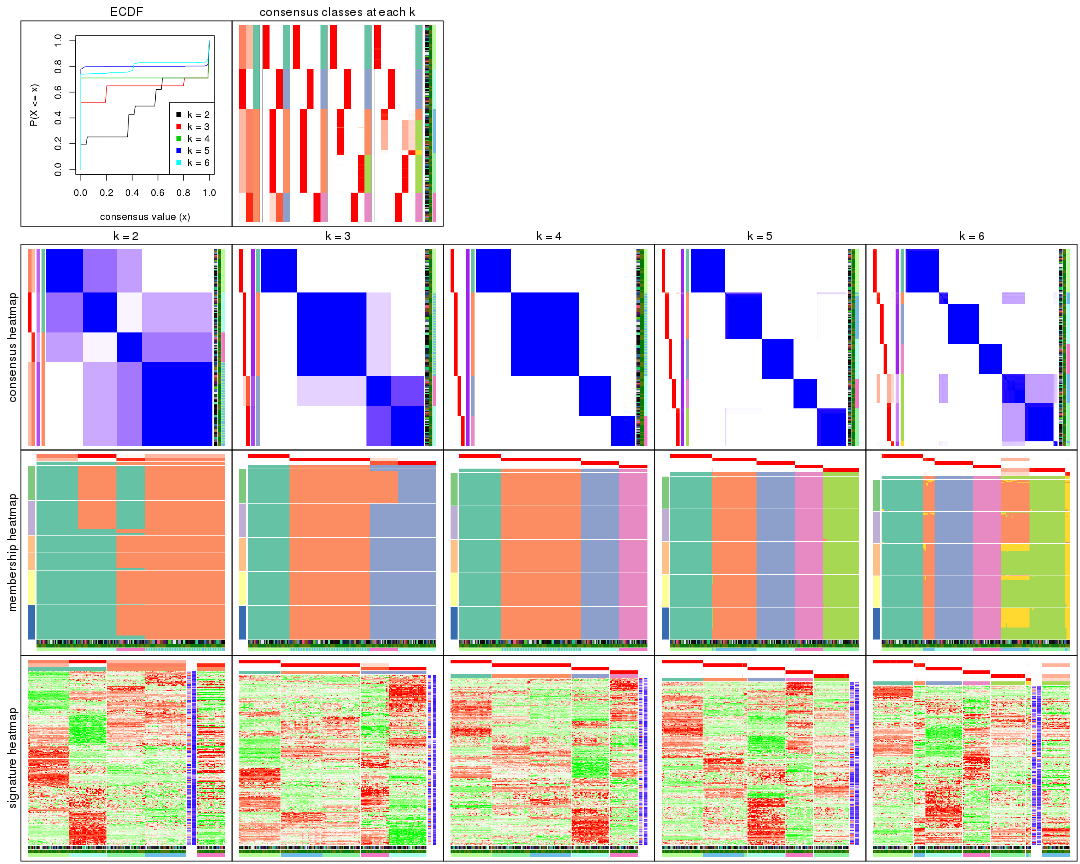 ECDF
consensus classes at each k
P(X <= x)
0.0 0.2 0.4 0.6 0.8 1.0
k = 2
k = 3
k = 4
k = 5
k = 6
0.0 0.2 0.4 0.6 0.8 1.0
consensus value (x)
k = 2
k = 3
k = 4
k = 5
k = 6
consensus heatmap
membership heatmap
signature heatmap